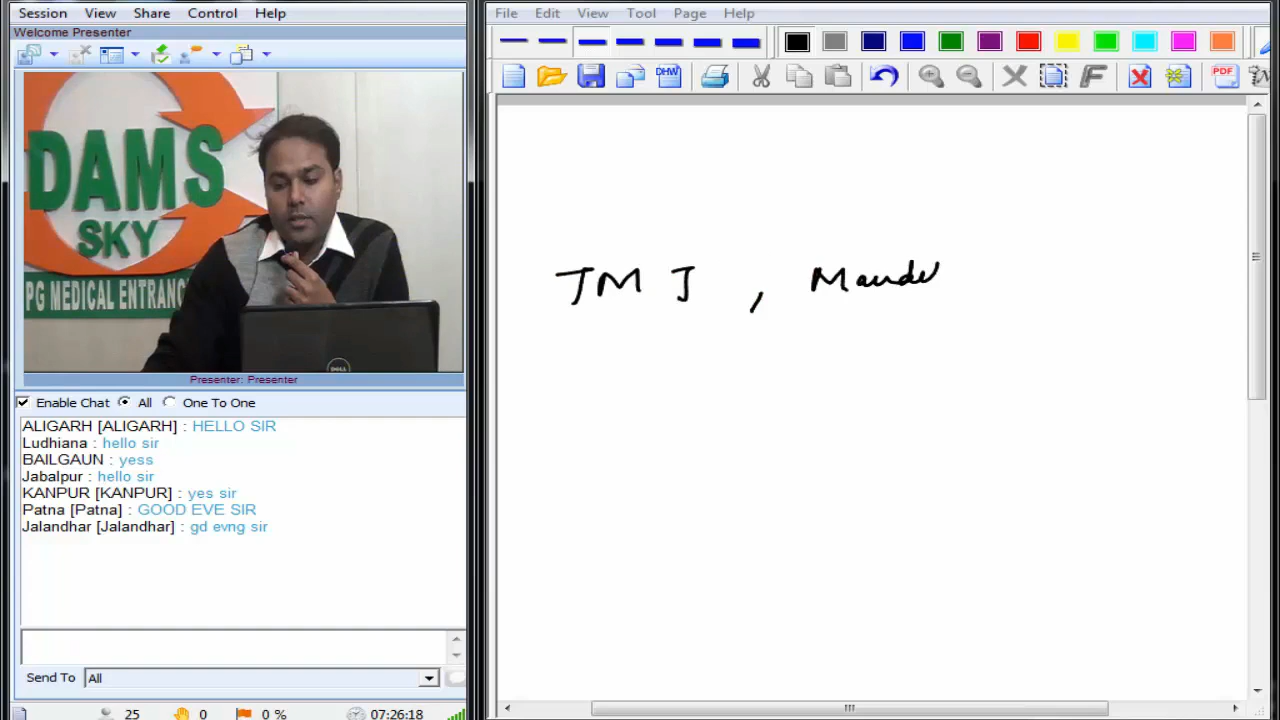 Session View Share Control Help
File Edit View Tool Page Help
Welcome Presenter
DHW
PDF
DAMS
SKY
PG MEDICAL ENTRANC
DELL
TMJ ,
Presenter: Presenter
Enable Chat All One To One
ALIGARH [ALIGARH] : HELLO SIR
Ludhiana : hello sir
BAILGAUN : yess
Jabalpur : hello sir
KANPUR [KANPUR] : yes sir
Patna [Patna] : GOOD EVE SIR
Jalandhar [Jalandhar] : gd evng sir
Send To All
25 0 0 % 07:26:18